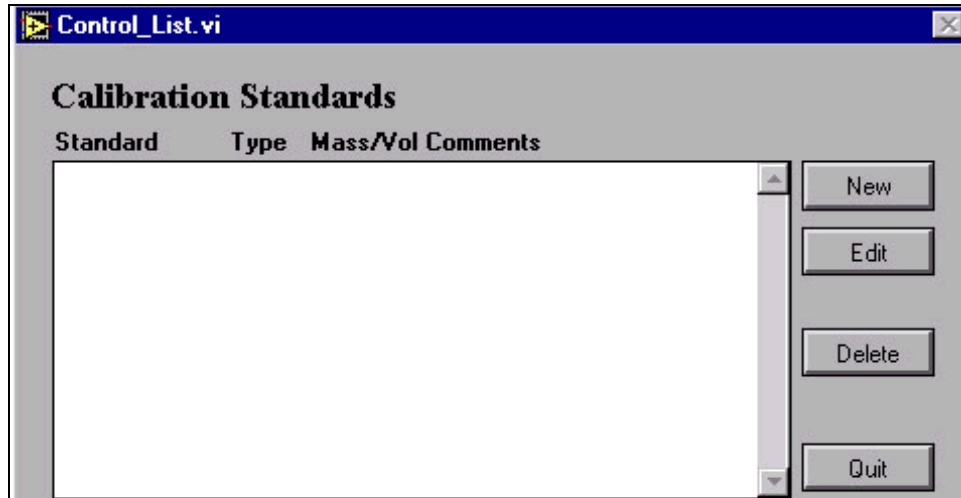 Control_List.vi
Calibration Standards
Standard Type Mass/Vol Comments
New
Edit
Delete
Quit